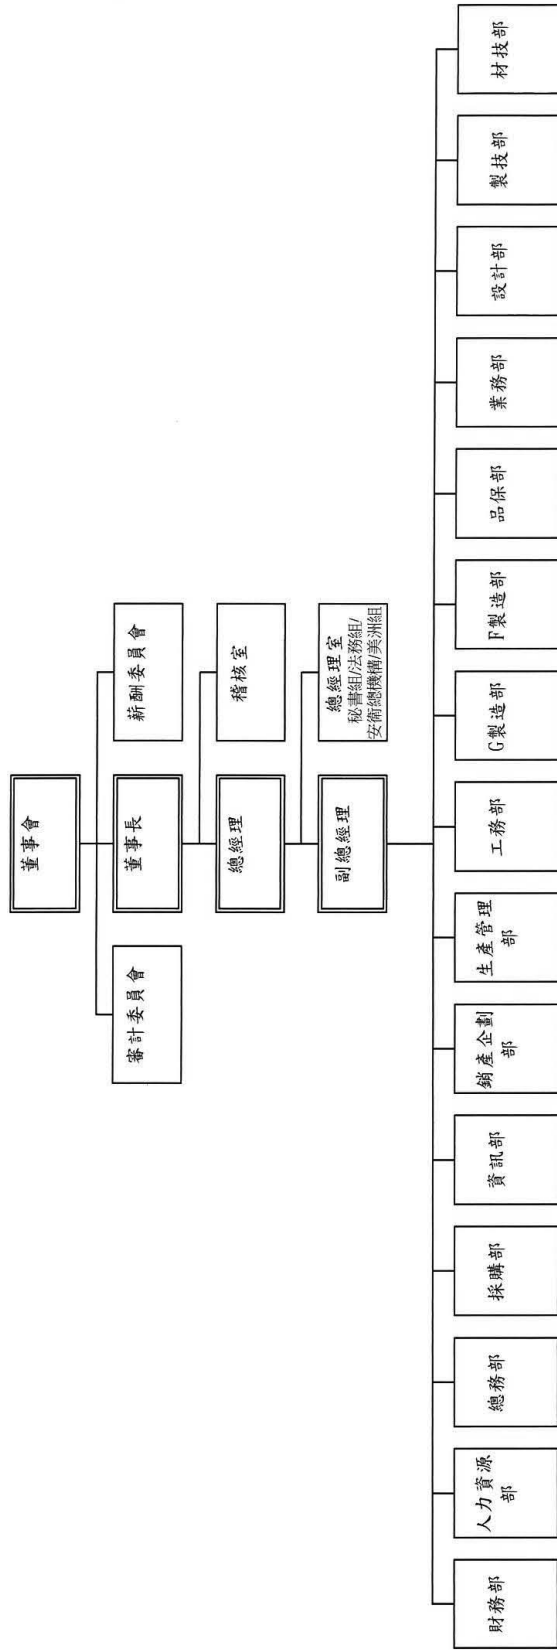 董事會
審計委員會
董事長
薪酬委員會
總經理
稽核室
副總經理
總經理室
秘書組/法務組/
安衛總機構/美洲組
財務部
人力資源
部
總務部
採購部
資訊部
銷產企劃
部
生產管理
部
工務部
G製造部
F製造部
品保部
業務部
設計部
製技部
材技部